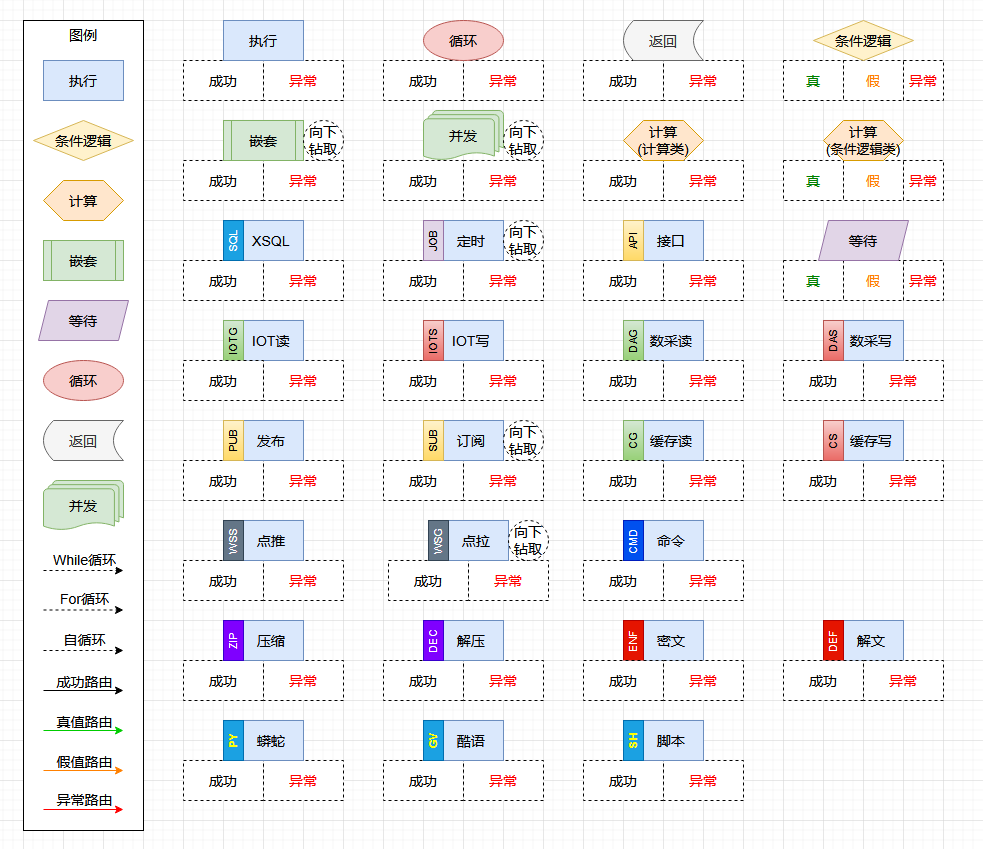 图例
执行
条件逻辑
计算
嵌套
等待
循环
返回
并发
While循环
For循环
自循环
成功路由
真值路由
假值路由
异常路由
执行
成功 异常
循环
成功 异常
返回
成功 异常
条件逻辑
真 假 异常
嵌套
向下
钻取
成功 异常
并发
向下
钻取
成功 异常
计算
(计算类)
成功 异常
计算
(条件逻辑类)
真 假 异常
SQL XSQL
成功 异常
JOB 定时
向下
钻取
成功 异常
API 接口
成功 异常
等待
真 假 异常
IOTG IOT读
成功 异常
IOTS IOT写
成功 异常
DAG 数采读
成功 异常
DAS 数采写
成功 异常
PUB 发布
成功 异常
SUB 订阅
向下
钻取
成功 异常
CG 缓存读
成功 异常
CS 缓存写
成功 异常
WSS 点推
成功 异常
WSG 点拉
向下
钻取
成功 异常
CMD 命令
成功 异常
ZIP 压缩
成功 异常
DEC 解压
成功 异常
ENF 密文
成功 异常
DEF 解文
成功 异常
PY 蟒蛇
成功 异常
GV 酷语
成功 异常
SH 脚本
成功 异常